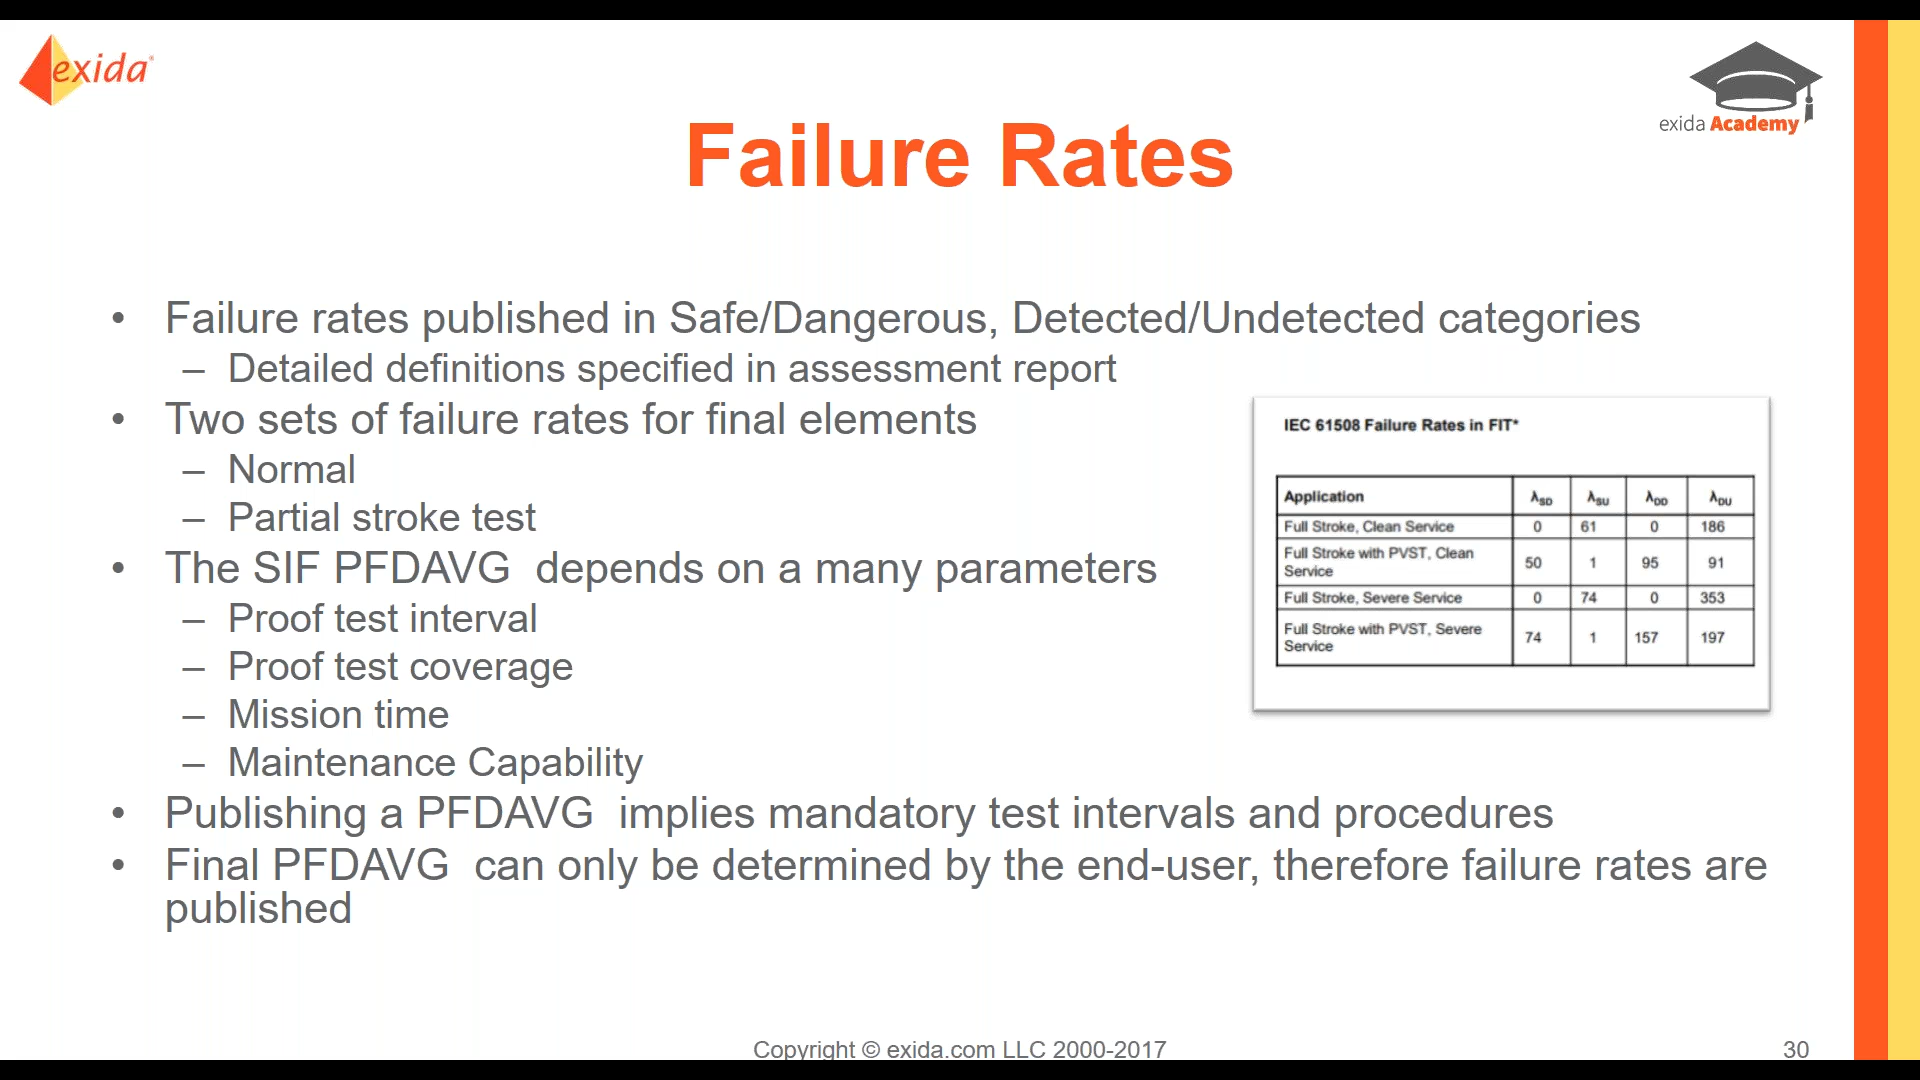 exida
exida Academy
Failure Rates
• Failure rates published in Safe/Dangerous, Detected/Undetected categories
– Detailed definitions specified in assessment report
• Two sets of failure rates for final elements
– Normal
– Partial stroke test
• The SIF PFDAVG depends on a many parameters
– Proof test interval
– Proof test coverage
– Mission time
– Maintenance Capability
• Publishing a PFDAVG implies mandatory test intervals and procedures
• Final PFDAVG can only be determined by the end-user, therefore failure rates are
published
IEC 61508 Failure Rates in FIT*
Application λSD λSU λDD λDU
Full Stroke, Clean Service 0 61 0 186
Full Stroke with PVST, Clean
Service 50 1 95 91
Full Stroke, Severe Service 0 74 0 353
Full Stroke with PVST, Severe
Service 74 1 157 197
Copyright © exida.com LLC 2000-2017
30